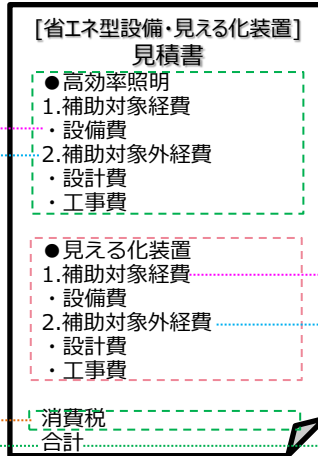 [省エネ型設備・見える化装置]
見積書
●高効率照明
1.補助対象経費
・設備費
2.補助対象外経費
・設計費
・工事費
●見える化装置
1.補助対象経費
・設備費
2.補助対象外経費
・設計費
・工事費
消費税
合計